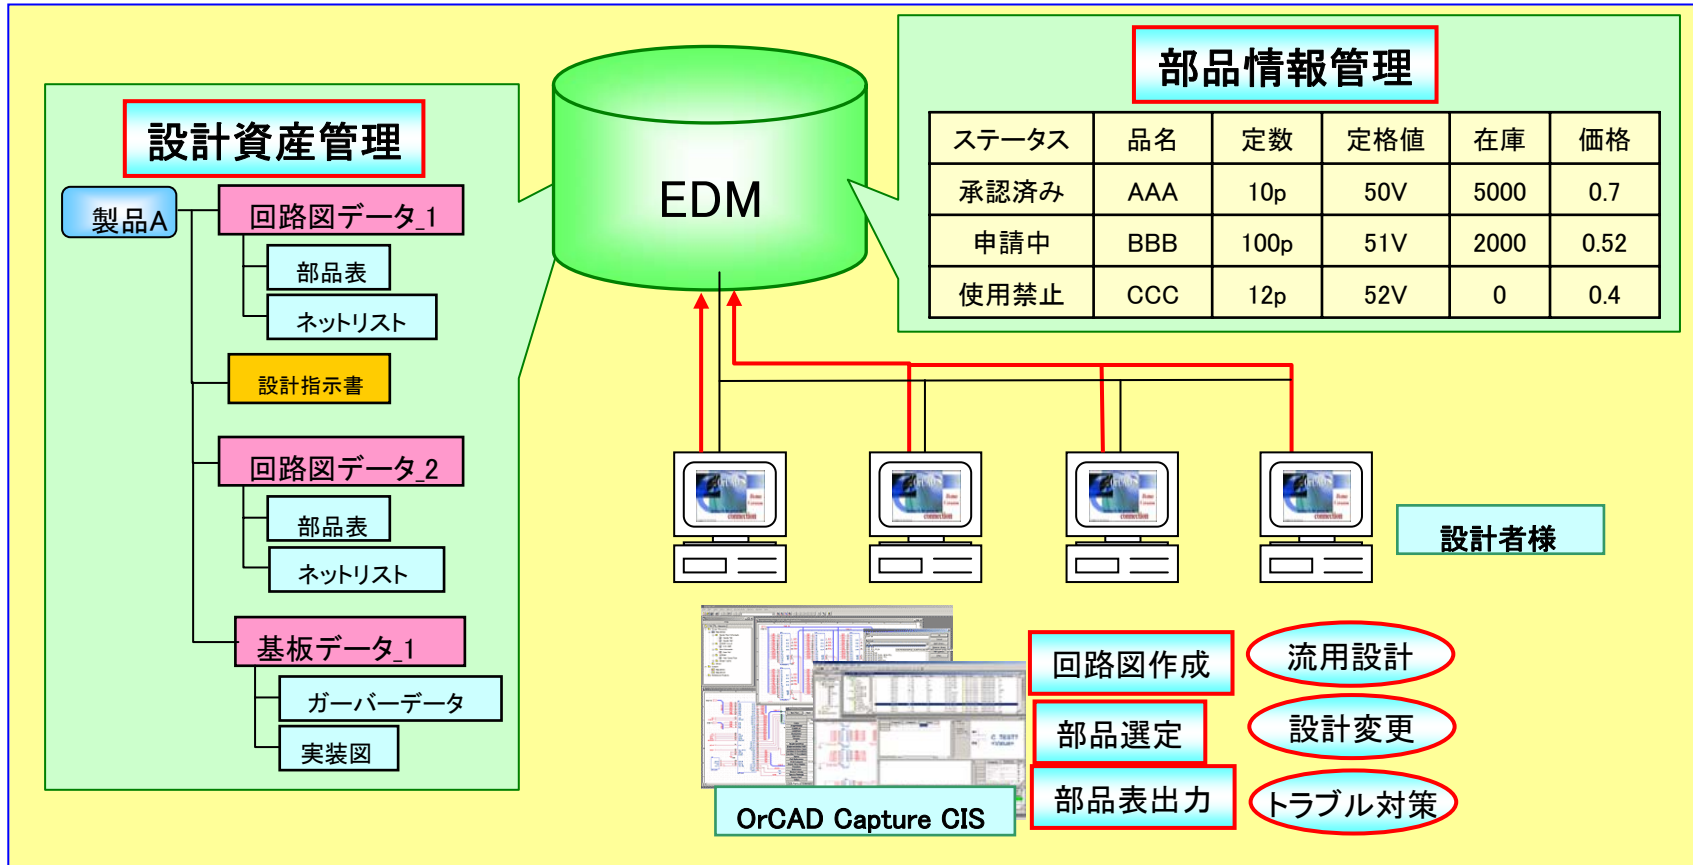 設計資産管理
製品A
回路図データ_1
部品表
ネットリスト
設計指示書
回路図データ_2
部品表
ネットリスト
基板データ_1
ガーバーデータ
実装図
EDM
部品情報管理
ステータス 品名 定数 定格値 在庫 価格
承認済み AAA 10p 50V 5000 0.7
申請中 BBB 100p 51V 2000 0.52
使用禁止 CCC 12p 52V 0 0.4
設計者様
OrCAD Capture CIS
回路図作成
部品選定
部品表出力
流用設計
設計変更
トラブル対策